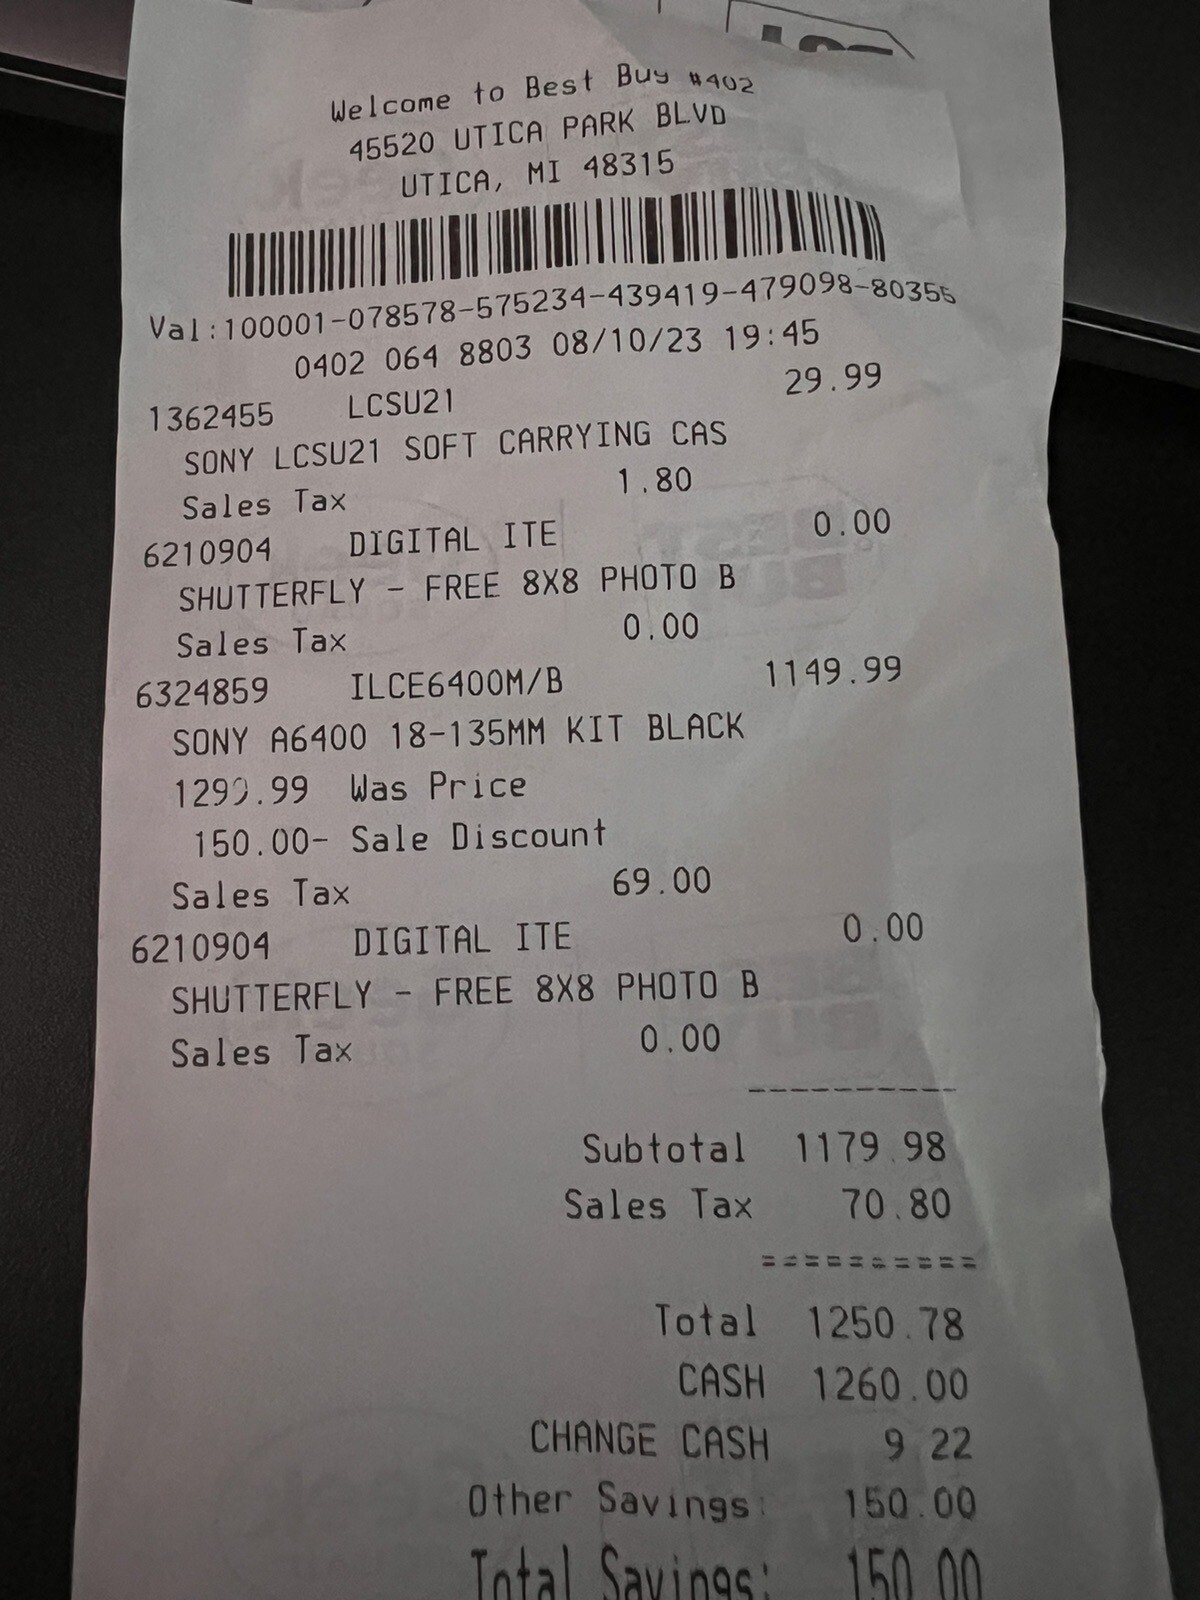 Welcome to Best Buy #402
45520 UTICA PARK BLVD
UTICA, MI 48315
Val:100001-078578-575234-439419-479098-80355
0402 064 8803 08/10/23 19:45
1362455 LCSU21 29.99
SONY LCSU21 SOFT CARRYING CAS
Sales Tax 1.80
6210904 DIGITAL ITE 0.00
SHUTTERFLY - FREE 8X8 PHOTO B
Sales Tax 0.00
6324859 ILCE6400M/B 1149.99
SONY A6400 18-135MM KIT BLACK
1299.99 Was Price
150.00- Sale Discount
Sales Tax 69.00
6210904 DIGITAL ITE 0.00
SHUTTERFLY - FREE 8X8 PHOTO B
Sales Tax 0.00
----------
Subtotal 1179.98
Sales Tax 70.80
==========
Total 1250.78
CASH 1260.00
CHANGE CASH 9.22
Other Savings: 150.00
Total Savings: 150.00